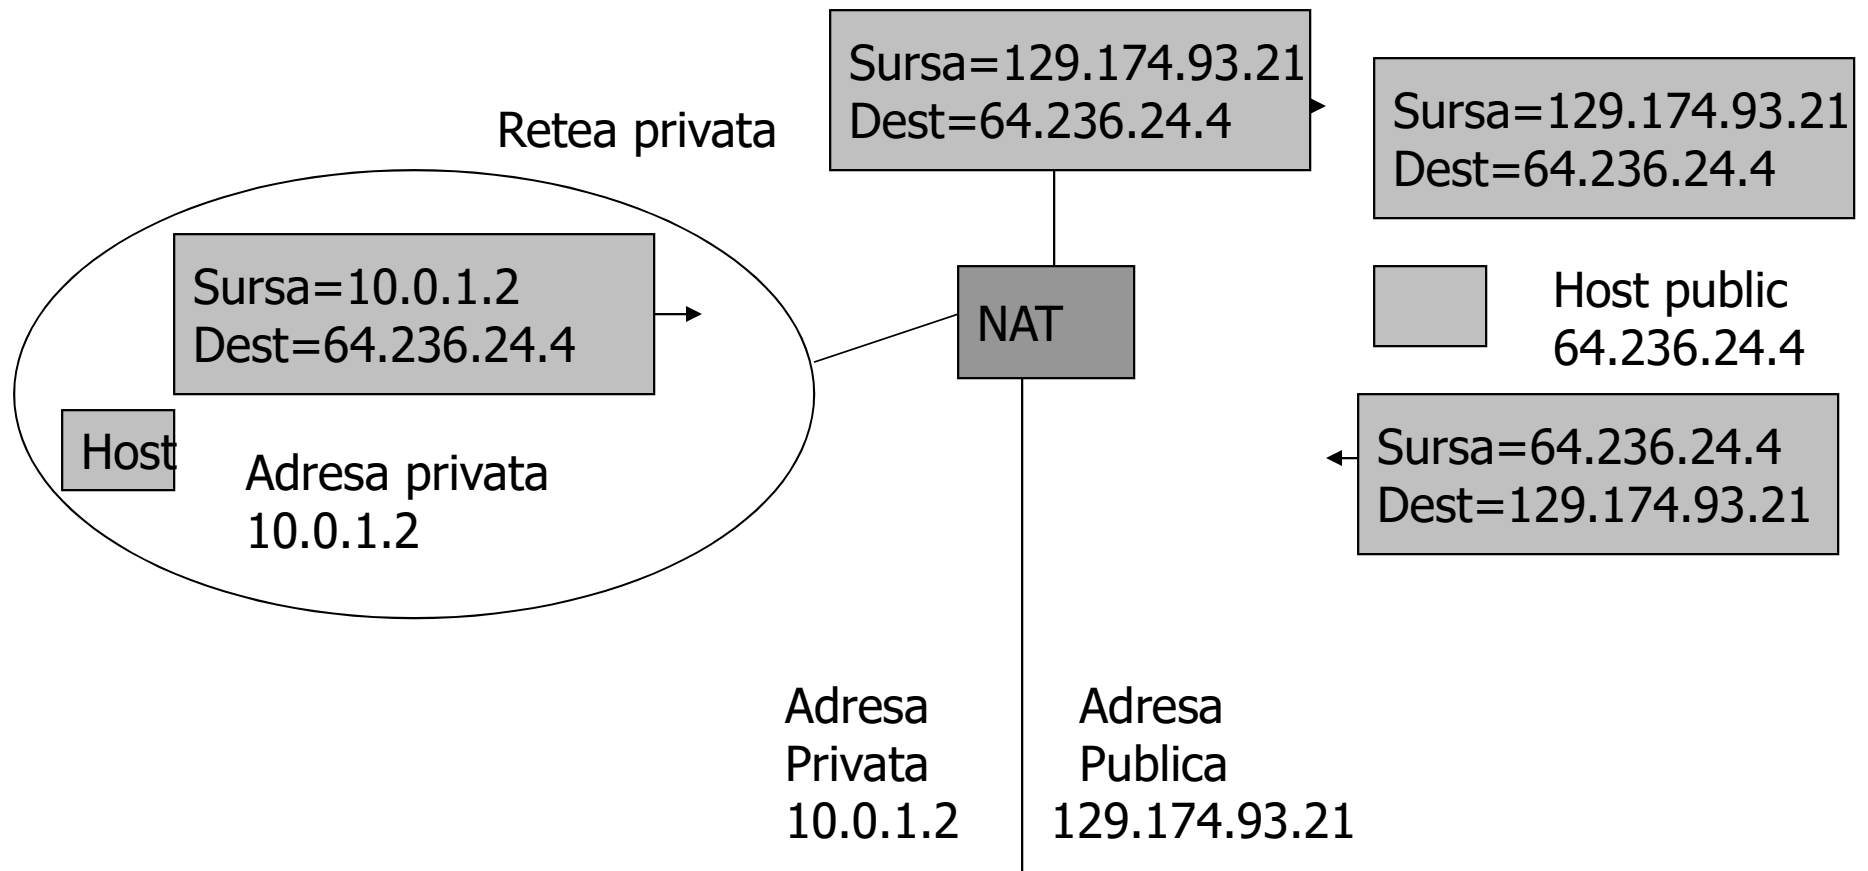 Sursa=129.174.93.21
Dest=64.236.24.4
Sursa=129.174.93.21
Dest=64.236.24.4
Retea privata
Sursa=10.0.1.2
Dest=64.236.24.4
NAT
Host public
64.236.24.4
Host
Adresa privata
10.0.1.2
Sursa=64.236.24.4
Dest=129.174.93.21
Adresa
Privata
10.0.1.2
Adresa
Publica
129.174.93.21